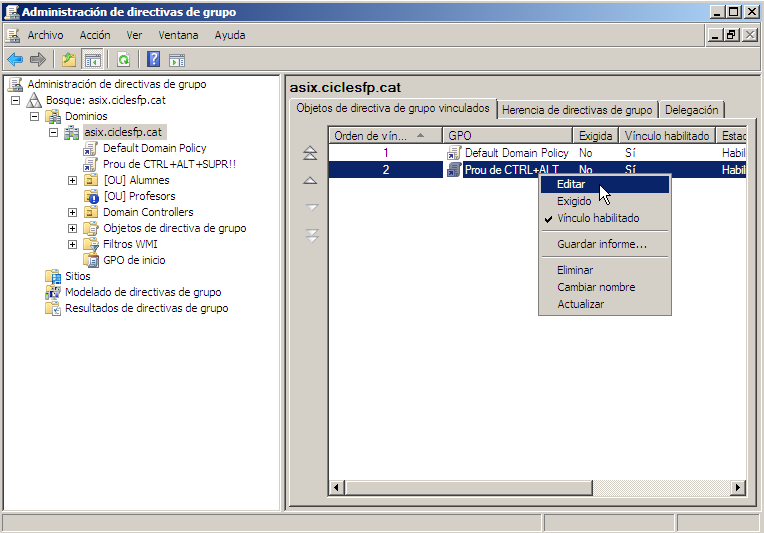 Administración de directivas de grupo
Archivo Acción Ver Ventana Ayuda
Administración de directivas de grupo
Bosque: asix.ciclesfp.cat
Dominios
asix.ciclesfp.cat
Default Domain Policy
Prou de CTRL+ALT+SUPR!!
[OU] Alumnes
[OU] Profesors
Domain Controllers
Objetos de directiva de grupo
Filtros WMI
GPO de inicio
Sitios
Modelado de directivas de grupo
Resultados de directivas de grupo
asix.ciclesfp.cat
Objetos de directiva de grupo vinculados Herencia de directivas de grupo Delegación
Orden de vín... GPO Exigida Vínculo habilitado Estac
1 Default Domain Policy No Sí Habil
2 Prou de CTRL+ALT No Sí Habil
Editar
Exigido
Vínculo habilitado
Guardar informe...
Eliminar
Cambiar nombre
Actualizar